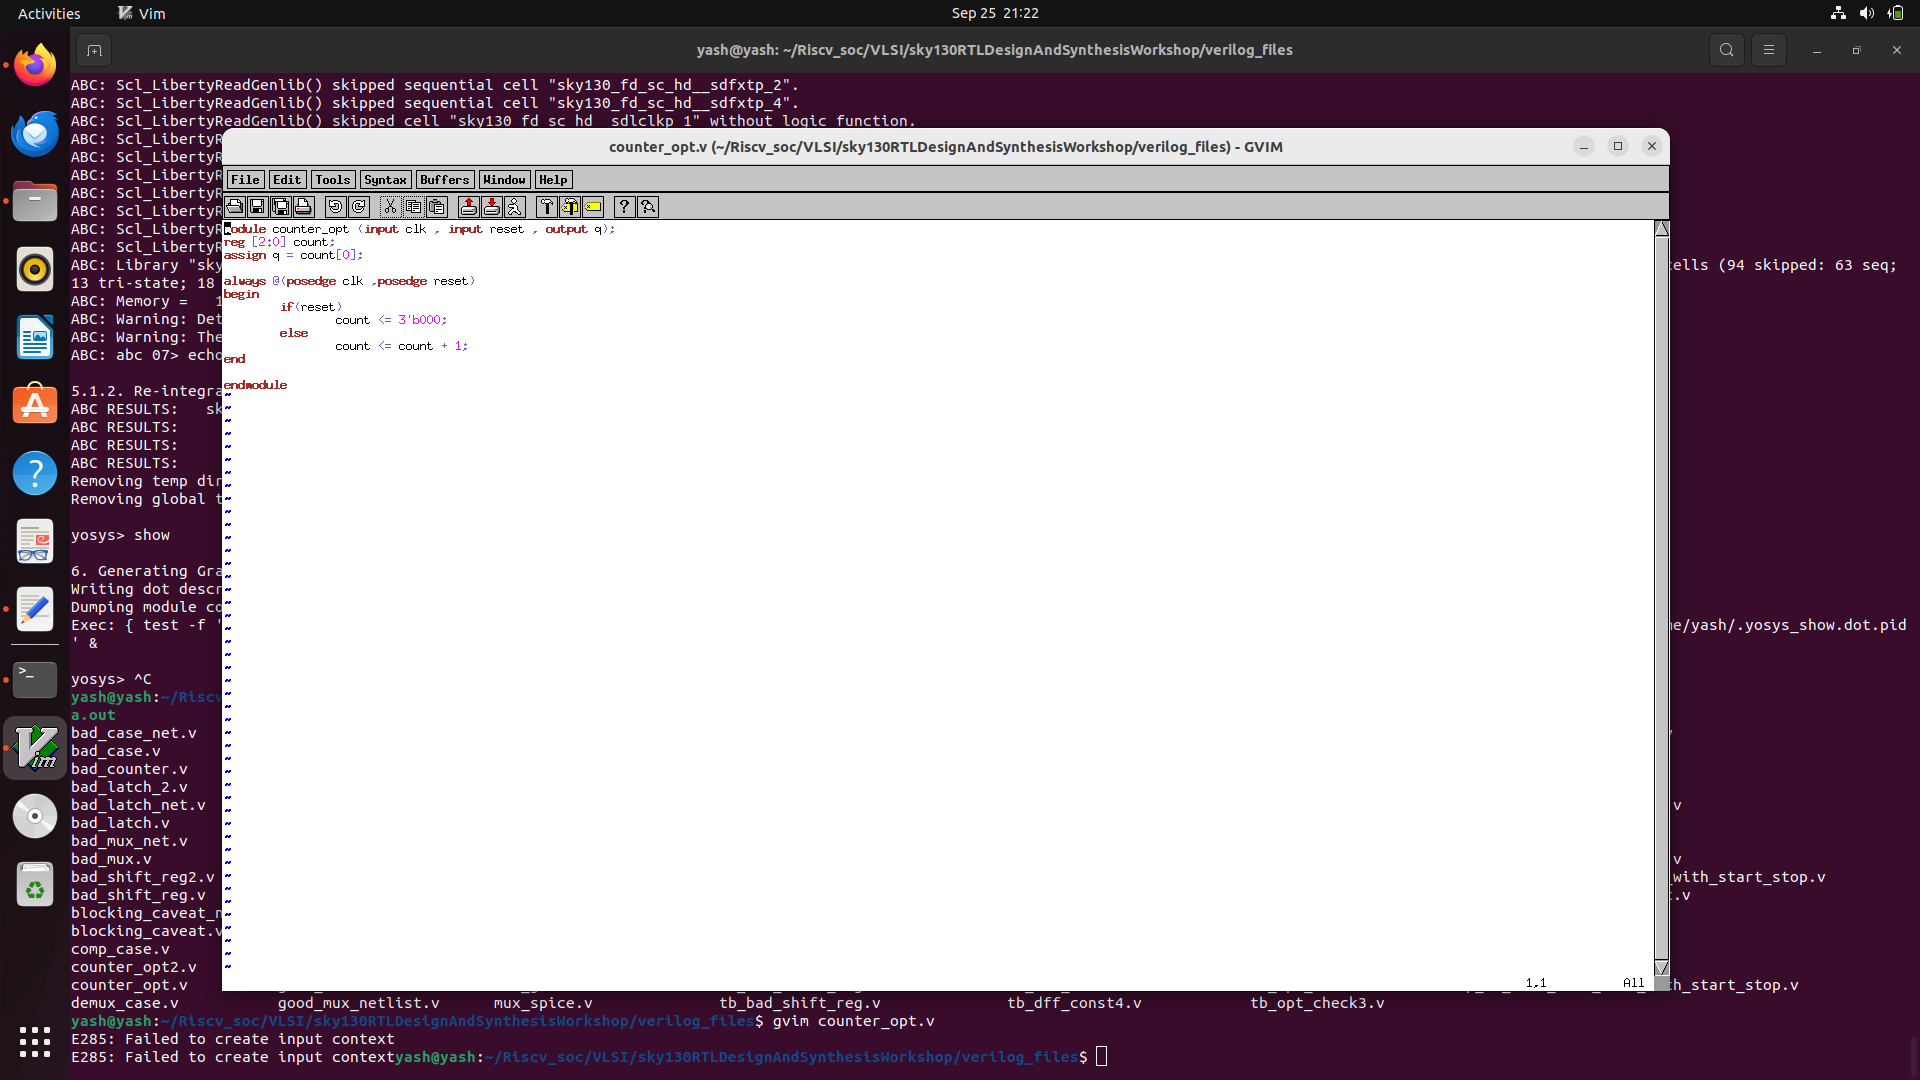 Activities
Vim
Sep 25 21:22
yash@yash: ~/Riscv_soc/VLSI/sky130RTLDesignAndSynthesisWorkshop/verilog_files
ABC: Scl_LibertyReadGenlib() skipped sequential cell "sky130_fd_sc_hd__sdfxtp_2".
ABC: Scl_LibertyReadGenlib() skipped sequential cell "sky130_fd_sc_hd__sdfxtp_4".
ABC: Scl_LibertyReadGenlib() skipped cell "sky130_fd_sc_hd__sdlclkp_1" without logic function.
ABC: Scl_LibertyR
ABC: Scl_LibertyR
ABC: Scl_LibertyR
ABC: Scl_LibertyR
ABC: Scl_LibertyR
ABC: Scl_LibertyR
ABC: Scl_LibertyR
ABC: Library "sky
ells (94 skipped: 63 seq;
13 tri-state; 18
ABC: Memory = 1
ABC: Warning: Det
ABC: Warning: The
ABC: abc 07> echo
5.1.2. Re-integra
ABC RESULTS: sk
ABC RESULTS:
ABC RESULTS:
ABC RESULTS:
Removing temp dir
Removing global t
yosys> show
6. Generating Gra
Writing dot descr
Dumping module co
Exec: { test -f '
e/yash/.yosys_show.dot.pid
' &
yosys> ^C
yash@yash:~/Riscv
a.out
bad_case_net.v
bad_case.v
bad_counter.v
bad_latch_2.v
bad_latch_net.v
bad_latch.v
bad_mux_net.v
bad_mux.v
bad_shift_reg2.v
_with_start_stop.v
bad_shift_reg.v
blocking_caveat_n
blocking_caveat.v
comp_case.v
counter_opt2.v
counter_opt.v
h_start_stop.v
demux_case.v good_mux_netlist.v mux_spice.v tb_bad_shift_reg.v tb_dff_const4.v tb_opt_check3.v
yash@yash:~/Riscv_soc/VLSI/sky130RTLDesignAndSynthesisWorkshop/verilog_files$ gvim counter_opt.v
E285: Failed to create input context
E285: Failed to create input contextyash@yash:~/Riscv_soc/VLSI/sky130RTLDesignAndSynthesisWorkshop/verilog_files$
counter_opt.v (~/Riscv_soc/VLSI/sky130RTLDesignAndSynthesisWorkshop/verilog_files) - GVIM
File Edit Tools Syntax Buffers Window Help
module counter_opt (input clk , input reset , output q);
reg [2:0] count;
assign q = count[0];
always @(posedge clk ,posedge reset)
begin
if(reset)
count <= 3'b000;
else
count <= count + 1;
end
endmodule
1,1 All